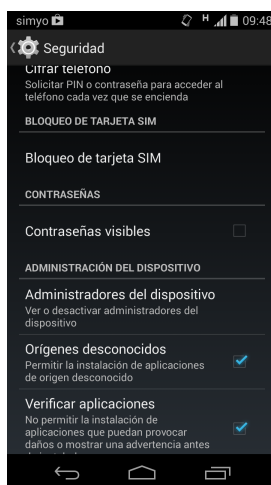 simyo H 09:48
Seguridad
Cifrar teléfono
Solicitar PIN o contraseña para acceder al
teléfono cada vez que se encienda
BLOQUEO DE TARJETA SIM
Bloqueo de tarjeta SIM
CONTRASEÑAS
Contraseñas visibles
ADMINISTRACIÓN DEL DISPOSITIVO
Administradores del dispositivo
Ver o desactivar administradores del
dispositivo
Orígenes desconocidos
Permitir la instalación de aplicaciones
de origen desconocido
Verificar aplicaciones
No permitir la instalación de
aplicaciones que puedan provocar
daños o mostrar una advertencia antes